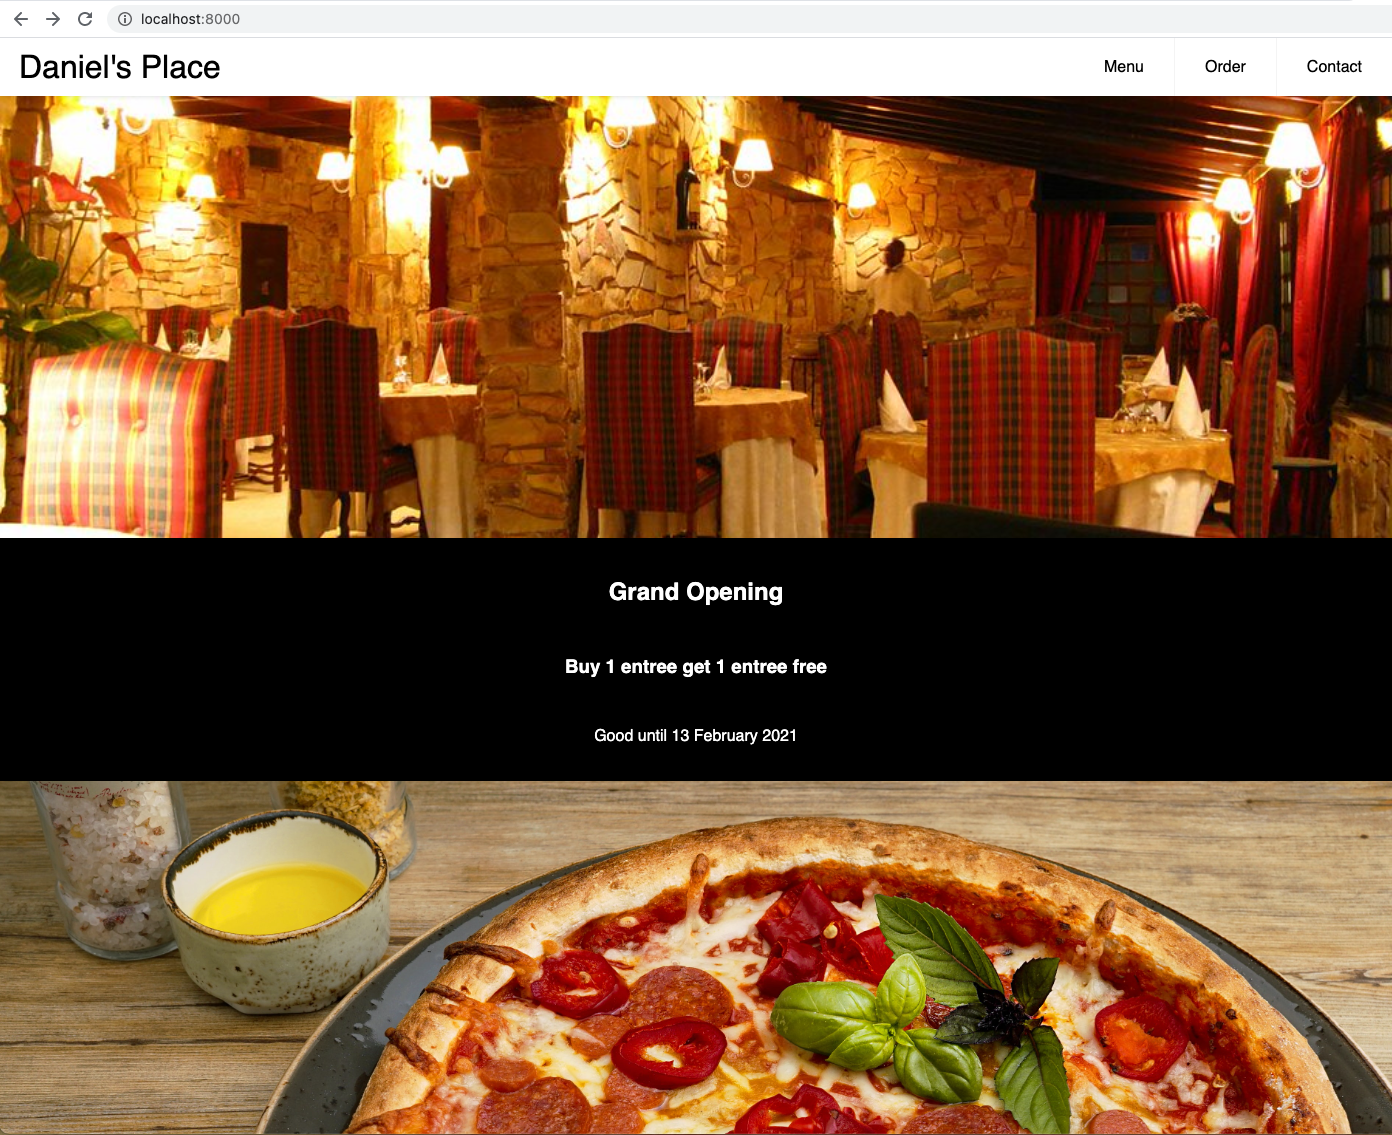 localhost:8000
Daniel's Place
Menu
Order
Contact
Grand Opening
Buy 1 entree get 1 entree free
Good until 13 February 2021